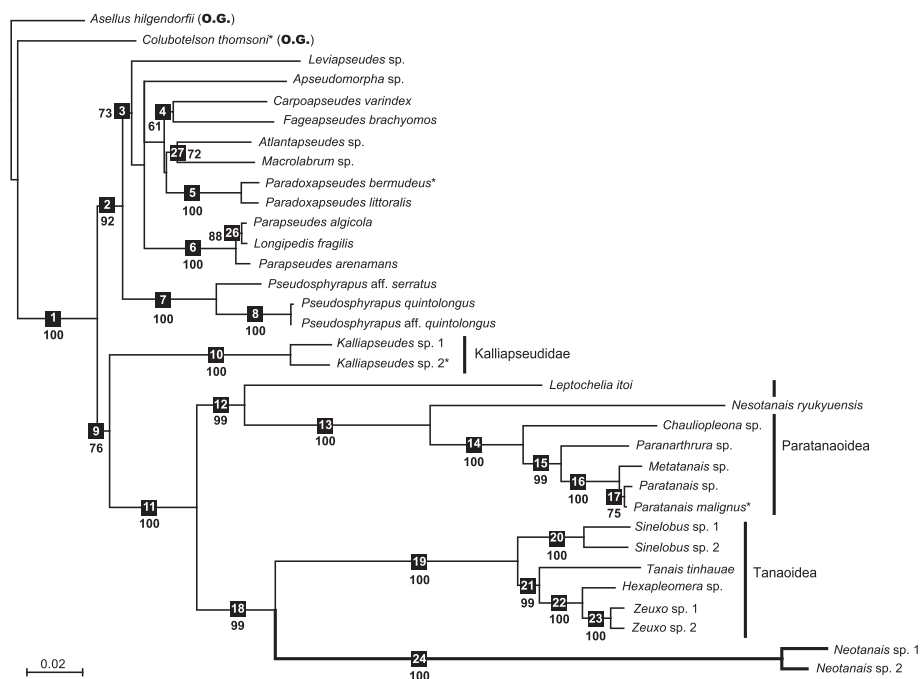 Asellus hilgendorfii (O.G.)
Colubotelson thomsoni* (O.G.)
Leviapseudes sp.
Apseudomorpha sp.
73 3 4 Carpoapseudes varindex
61 Fageapseudes brachyomos
Atlantapseudes sp.
27 72
Macrolabrum sp.
Paradoxapseudes bermudeus*
5
100 Paradoxapseudes littoralis
2
92
Parapseudes algicola
88 26
6 Longipedis fragilis
100 Parapseudes arenamans
Pseudosphyrapus aff. serratus
7
100
8 Pseudosphyrapus quintolongus
100 Pseudosphyrapus aff. quintolongus
1
100
Kalliapseudes sp. 1
10 Kalliapseudidae
100 Kalliapseudes sp. 2*
Leptochelia itoi
12
99
Nesotanais ryukyuensis
13
100
9
76
Chauliopleona sp.
14 Paranarthrura sp. Paratanaoidea
100
15
99
Metatanais sp.
16
100
Paratanais sp.
17
75 Paratanais malignus*
11
100
Sinelobus sp. 1
20
100 Sinelobus sp. 2
19
100
Tanais tinhauae Tanaoidea
21 Hexapleomera sp.
99
22
100
Zeuxo sp. 1
23
100 Zeuxo sp. 2
18
99
Neotanais sp. 1
24
100 Neotanais sp. 2
0.02